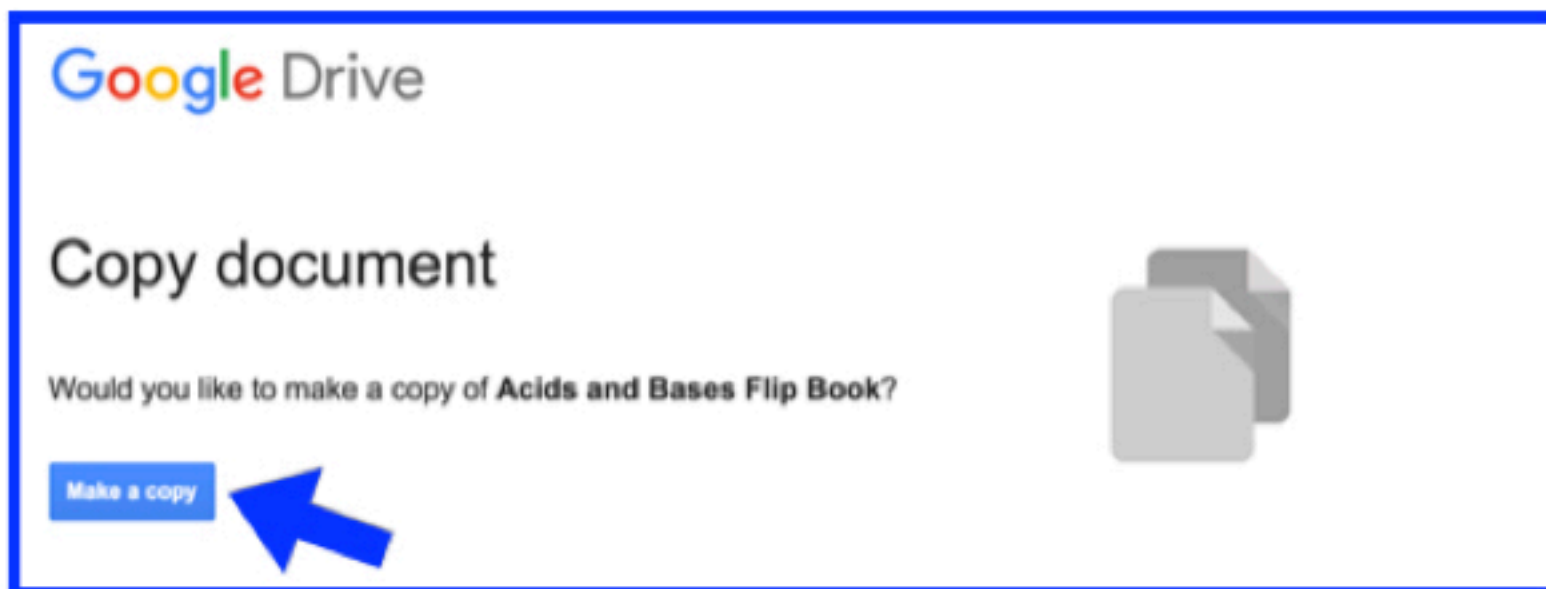 Google Drive
Copy document
Would you like to make a copy of Acids and Bases Flip Book?
Make a copy